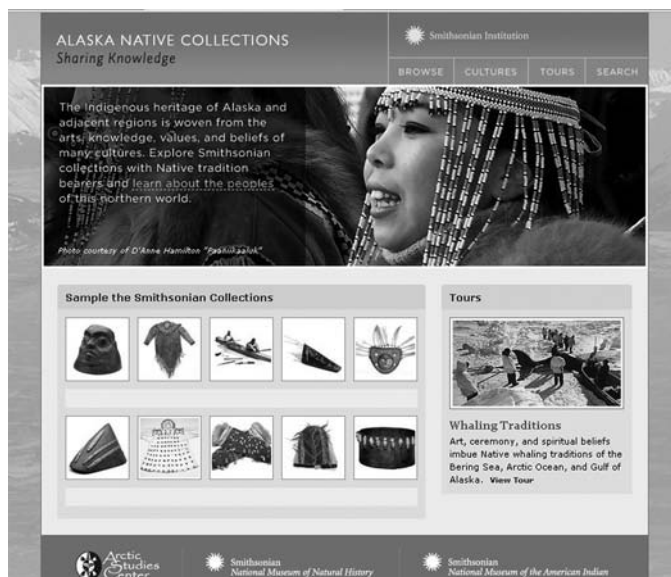 ALASKA NATIVE COLLECTIONS
Sharing Knowledge
Smithsonian Institution
BROWSE CULTURES TOURS SEARCH
The Indigenous heritage of Alaska and
adjacent regions is woven from the
arts, knowledge, values, and beliefs of
many cultures. Explore Smithsonian
collections with Native tradition
bearers and learn about the peoples
of this northern world.
Photo courtesy of D'Anne Hamilton "Paaniikaaluk"
Sample the Smithsonian Collections
Tours
Whaling Traditions
Art, ceremony, and spiritual beliefs
imbue Native whaling traditions of the
Bering Sea, Arctic Ocean, and Gulf of
Alaska. View Tour
Arctic
Studies
Center
Smithsonian
National Museum of Natural History
Smithsonian
National Museum of the American Indian